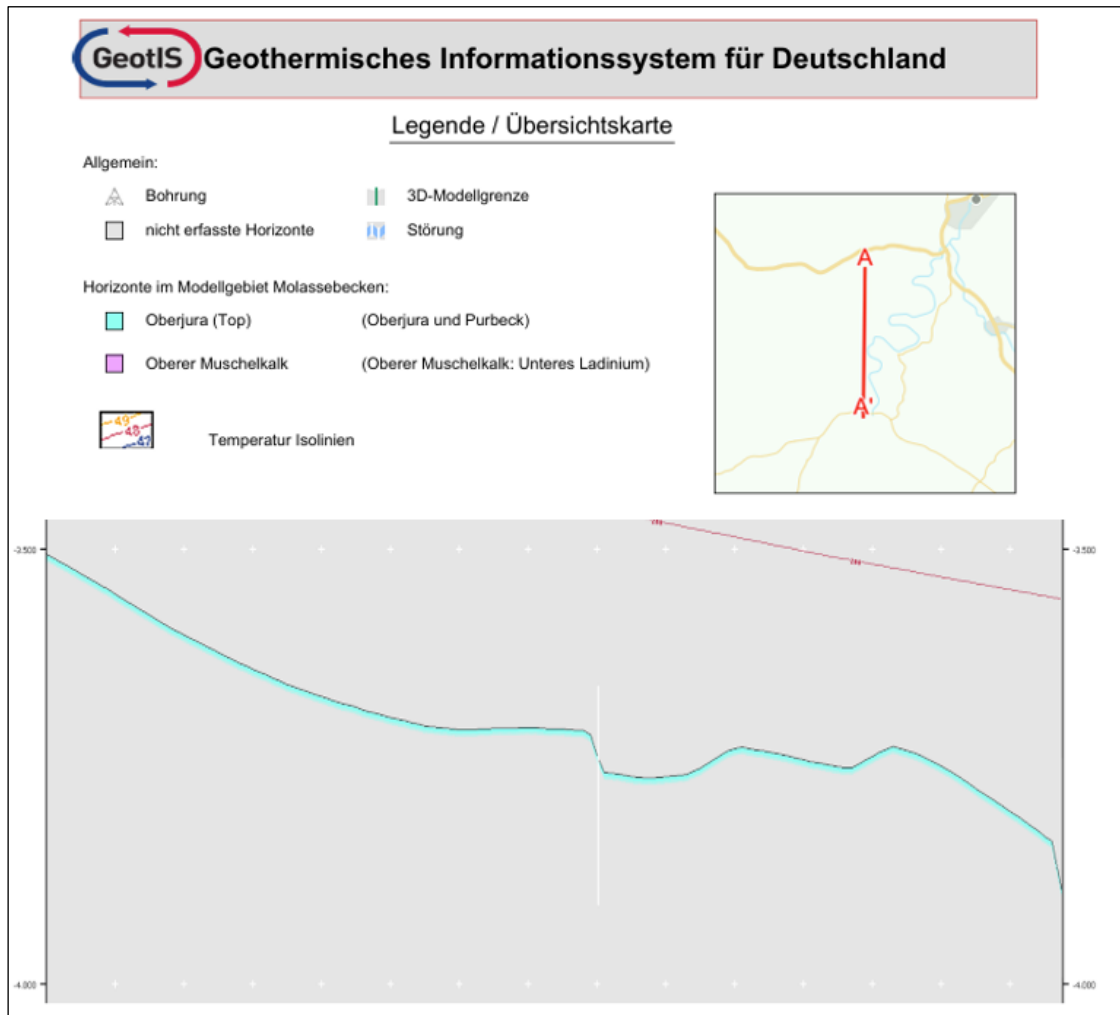 GeotIS Geothermisches Informationssystem für Deutschland
Legende / Übersichtskarte
Allgemein:
Bohrung
3D-Modellgrenze
nicht erfasste Horizonte
Störung
Horizonte im Modellgebiet Molassebecken:
Oberjura (Top) (Oberjura und Purbeck)
Oberer Muschelkalk (Oberer Muschelkalk: Unteres Ladinium)
49
48
47
Temperatur Isolinien
A
A'
-3.500
-3.500
-4.000
-4.000